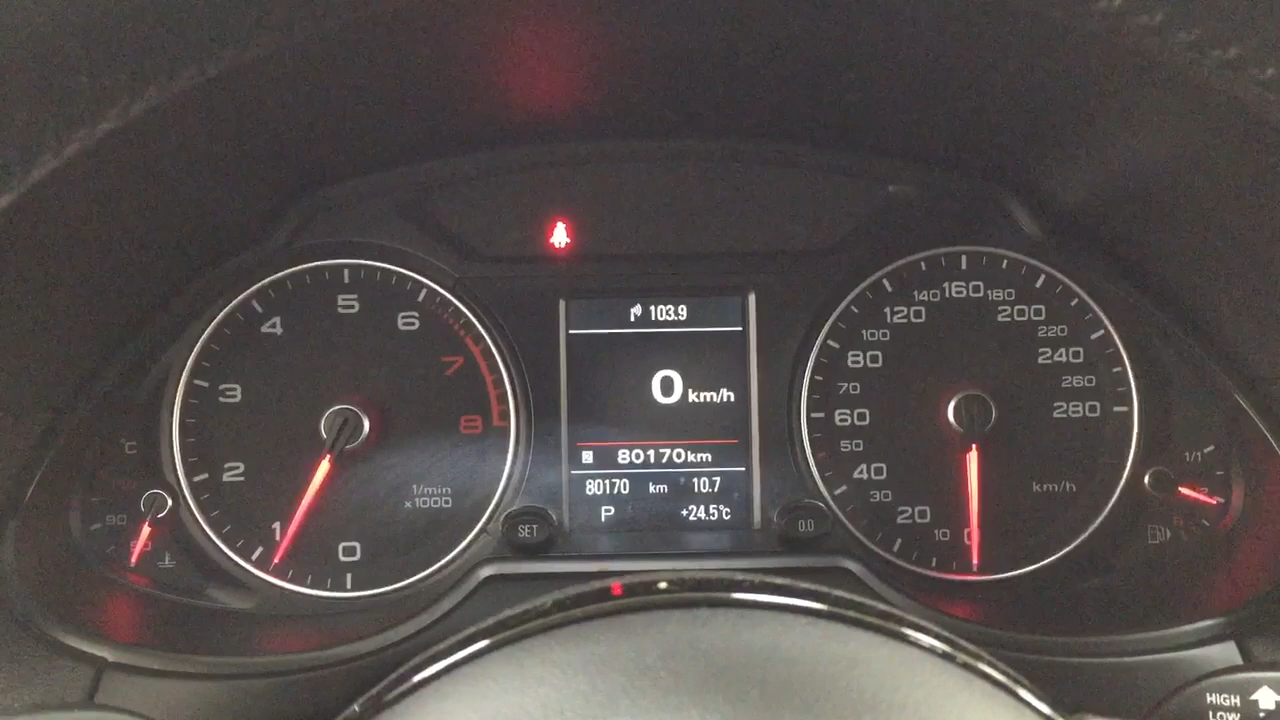 103.9
0 km/h
2 80170km
80170 km 10.7
P +24.5°c
0
1
2
3
4
5
6
7
8
1/min
x1000
°C
90
SET
0.0
0
10
20
30
40
50
60
70
80
100
120
140
160
180
200
220
240
260
280
km/h
1/1
HIGH
LOW